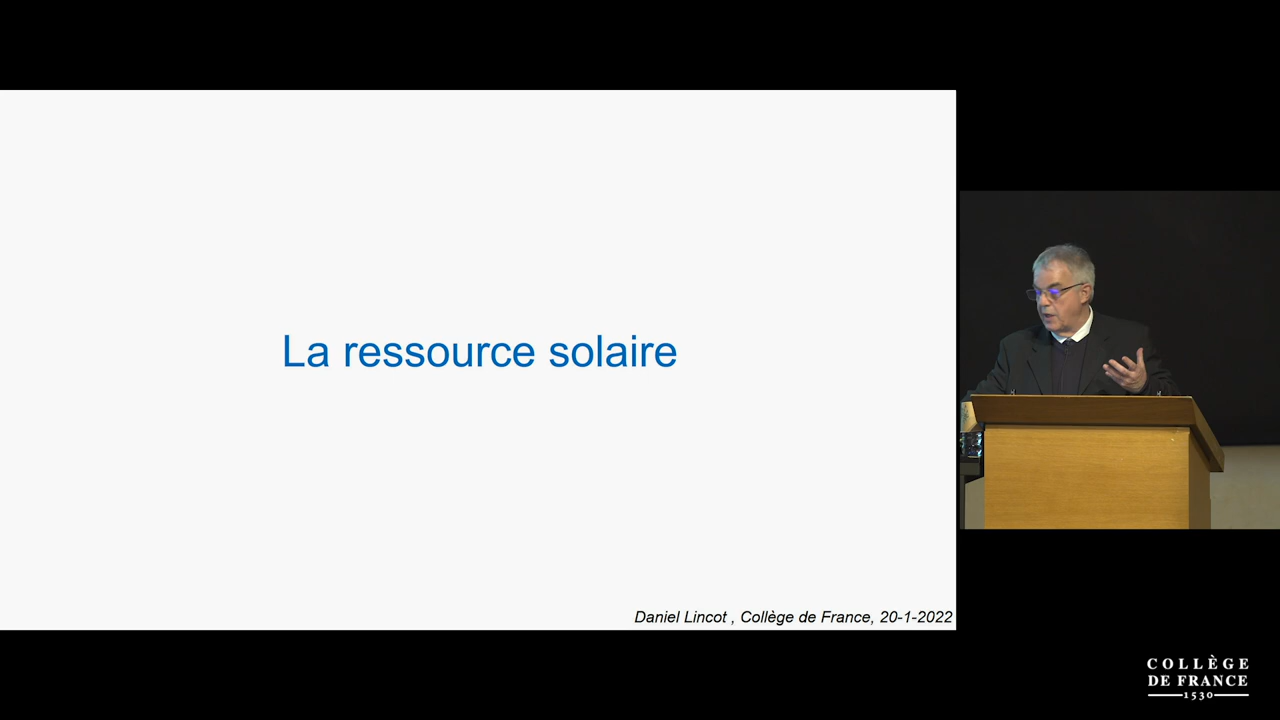 La ressource solaire
Daniel Lincot , Collège de France, 20-1-2022
COLLÈGE
DE FRANCE
1530